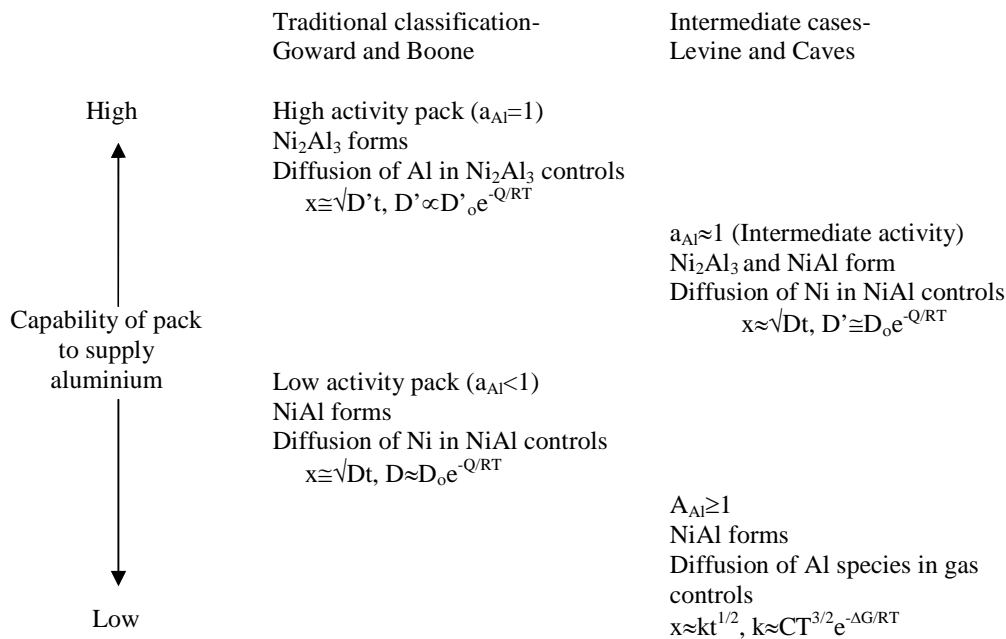 Traditional classification-
Goward and Boone
Intermediate cases-
Levine and Caves
High
High activity pack (aAl=1)
Ni2Al3 forms
Diffusion of Al in Ni2Al3 controls
x≅√D’t, D’∝D’oe-Q/RT
aAl≈1 (Intermediate activity)
Ni2Al3 and NiAl form
Diffusion of Ni in NiAl controls
x≈√Dt, D’≅Doe-Q/RT
Capability of pack
to supply
aluminium
Low activity pack (aAl<1)
NiAl forms
Diffusion of Ni in NiAl controls
x≅√Dt, D≈Doe-Q/RT
AAl≥1
NiAl forms
Diffusion of Al species in gas
controls
x≈kt1/2, k≈CT3/2e-ΔG/RT
Low